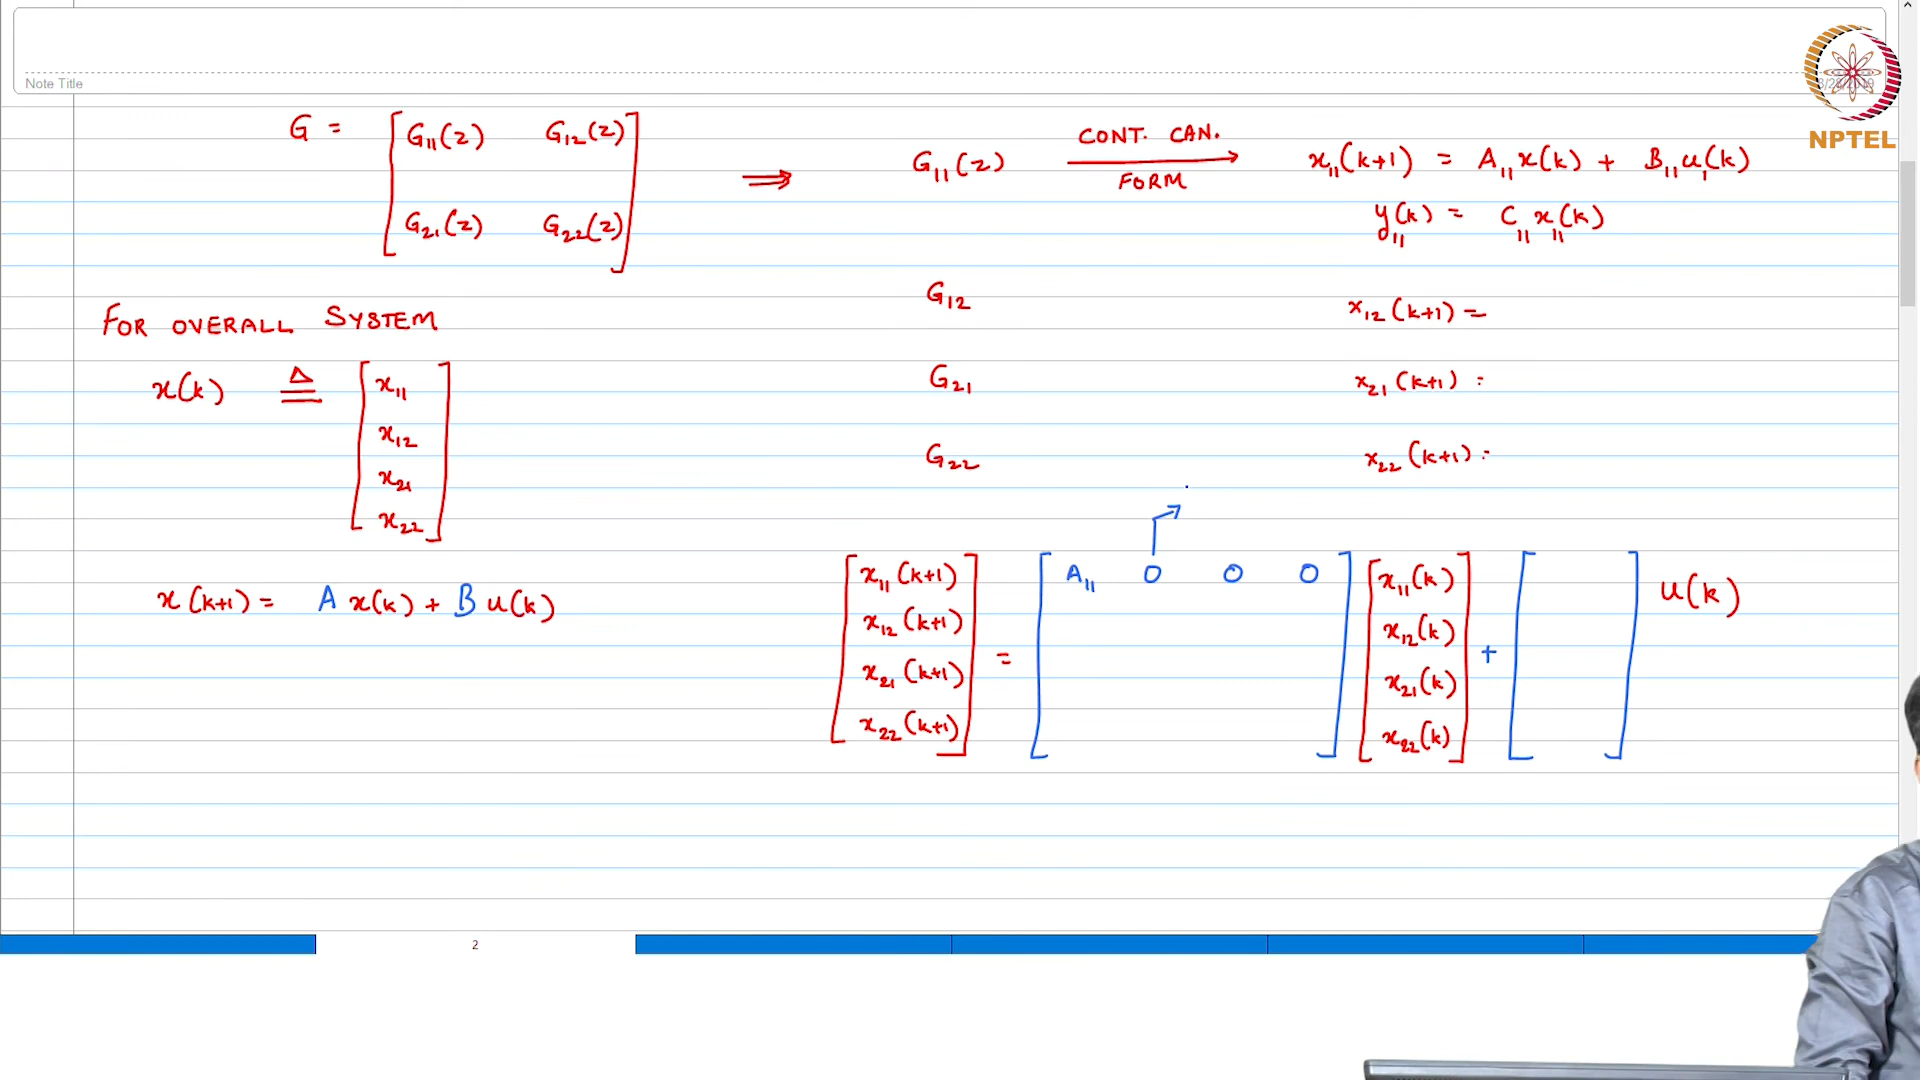 Note Title
NPTEL
G = [ G11(z) G12(z)
G21(z) G22(z) ]
⇒ G11(z) CONT. CAN. FORM → x11(k+1) = A11x(k) + B11u1(k)
y11(k) = C11 x11(k)
G12 x12(k+1) =
G21 x21(k+1) =
G22 x22(k+1) =
FOR OVERALL SYSTEM
x(k) ≜ [ x11
x12
x21
x22 ]
x(k+1) = A x(k) + B u(k)
[ x11(k+1) ] = [ A11 0 0 0 ] [ x11(k) ] + [ ] u(k)
x12(k+1) x12(k)
x21(k+1) x21(k)
x22(k+1) x22(k)
2